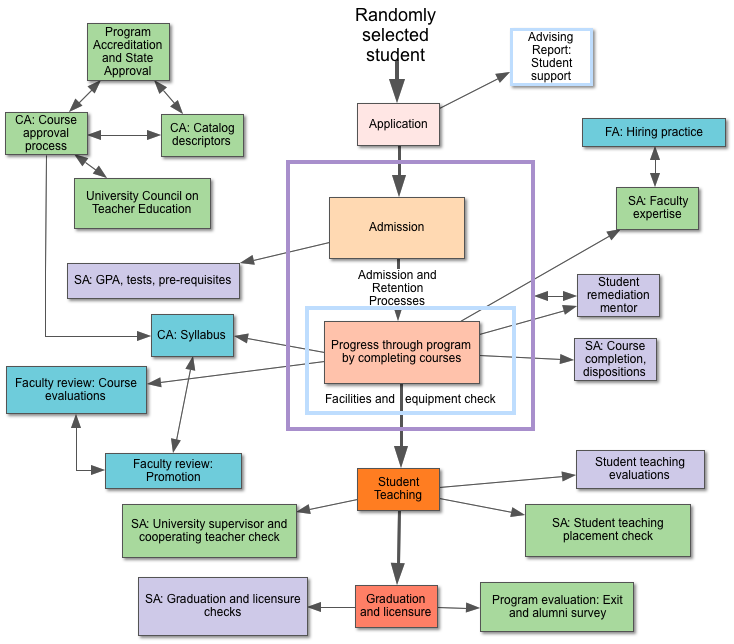 Randomly
selected
student
Program
Accreditation
and State
Approval
Advising
Report:
Student
support
CA: Course
approval
process
CA: Catalog
descriptors
Application
FA: Hiring practice
University Council on
Teacher Education
SA: Faculty
expertise
Admission
SA: GPA, tests, pre-requisites
Admission and
Retention
Processes
Student
remediation
mentor
CA: Syllabus
Progress through program
by completing courses
SA: Course
completion,
dispositions
Faculty review: Course
evaluations
Facilities and equipment check
Faculty review:
Promotion
Student
Teaching
Student teaching
evaluations
SA: University supervisor and
cooperating teacher check
SA: Student teaching
placement check
SA: Graduation and licensure
checks
Graduation
and licensure
Program evaluation: Exit
and alumni survey